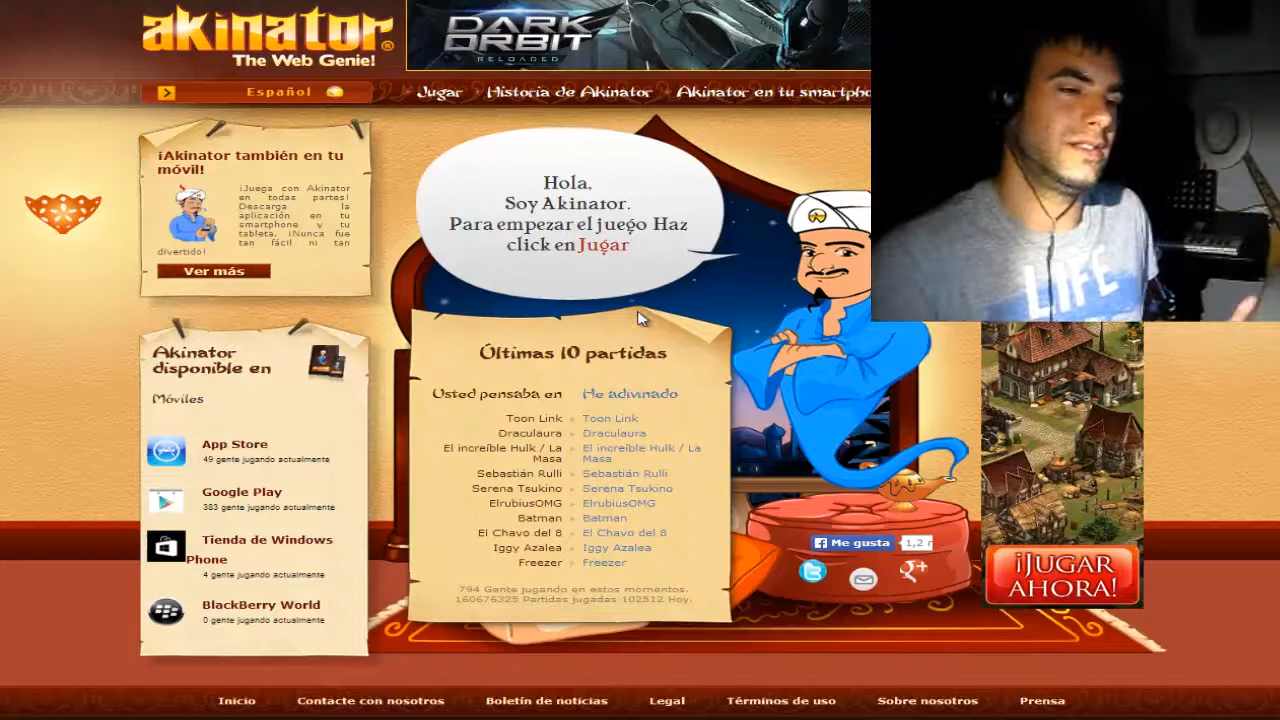 akinator®
The Web Genie!
DARK
ORBIT
RELOADED
Español
Jugar
Historia de Akinator
Akinator en tu smartpho
¡Akinator también en tu
móvil!
¡Juega con Akinator
en todas partes!
Descarga la
aplicación en tu
smartphone y tu
tableta. ¡Nunca fue
tan fácil ni tan
divertido!
Ver más
Hola,
Soy Akinator.
Para empezar el juego Haz
click en Jugar
LIFE
Akinator
disponible en
Móviles
App Store
49 gente jugando actualmente
Google Play
383 gente jugando actualmente
Tienda de Windows
Phone
4 gente jugando actualmente
BlackBerry World
0 gente jugando actualmente
Últimas 10 partidas
Usted pensaba en He adivinado
Toon Link Toon Link
Draculaura Draculaura
El increíble Hulk / La El increíble Hulk / La
Masa Masa
Sebastián Rulli Sebastián Rulli
Serena Tsukino Serena Tsukino
ElrubiusOMG ElrubiusOMG
Batman Batman
El Chavo del 8 El Chavo del 8
Iggy Azalea Iggy Azalea
Freezer Freezer
794 Gente jugando en estos momentos.
160676325 Partidas jugadas 102512 Hoy.
Me gusta 1,2
g+
¡JUGAR
AHORA!
Inicio
Contacte con nosotros
Boletín de noticias
Legal
Términos de uso
Sobre nosotros
Prensa